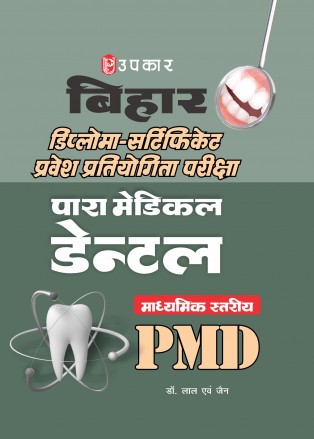 उपकार
बिहार
डिप्लोमा-सर्टिफिकेट
प्रवेश प्रतियोगिता परीक्षा
पारा मेडिकल
डेन्टल
माध्यमिक स्तरीय
PMD
डॉ. लाल एवं जैन